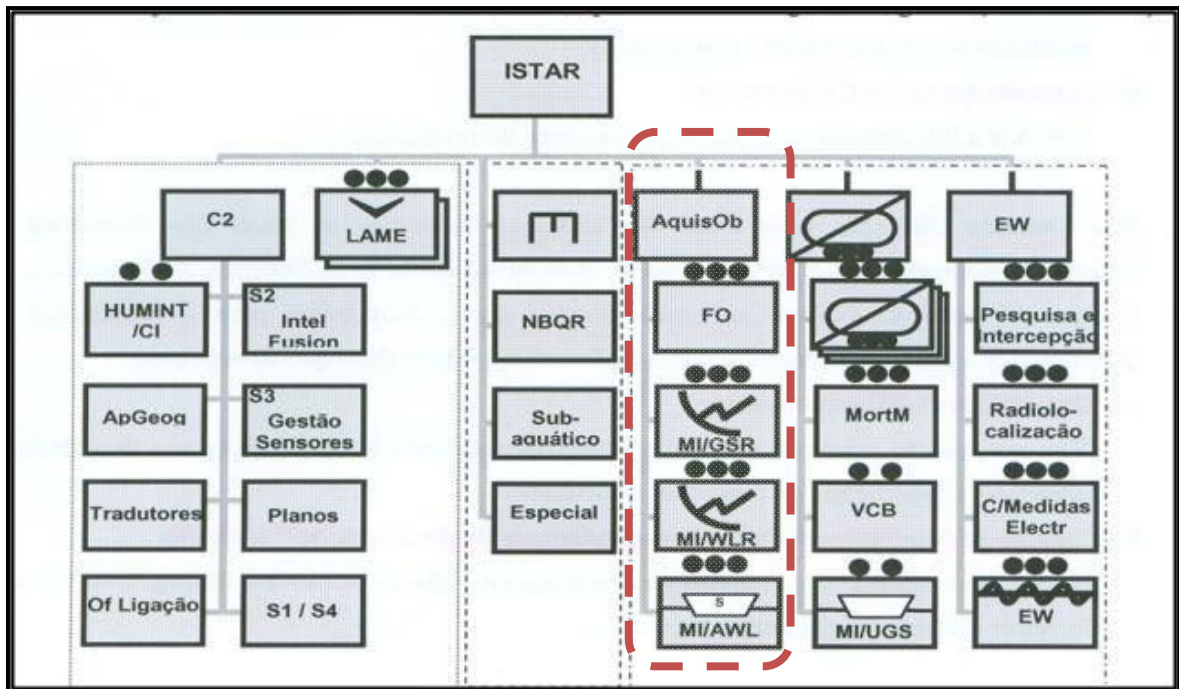 ISTAR
C2
LAME
HUMINT
/CI
S2
Intel
Fusion
ApGeog
S3
Gestão
Sensores
Tradutores
Planos
Of Ligação
S1 / S4
NBQR
Sub-
aquático
Especial
AquisOb
FO
MI/GSR
MI/WLR
S
MI/AWL
MortM
VCB
MI/UGS
EW
Pesquisa e
Intercepção
Radiolo-
calização
C/Medidas
Electr
EW